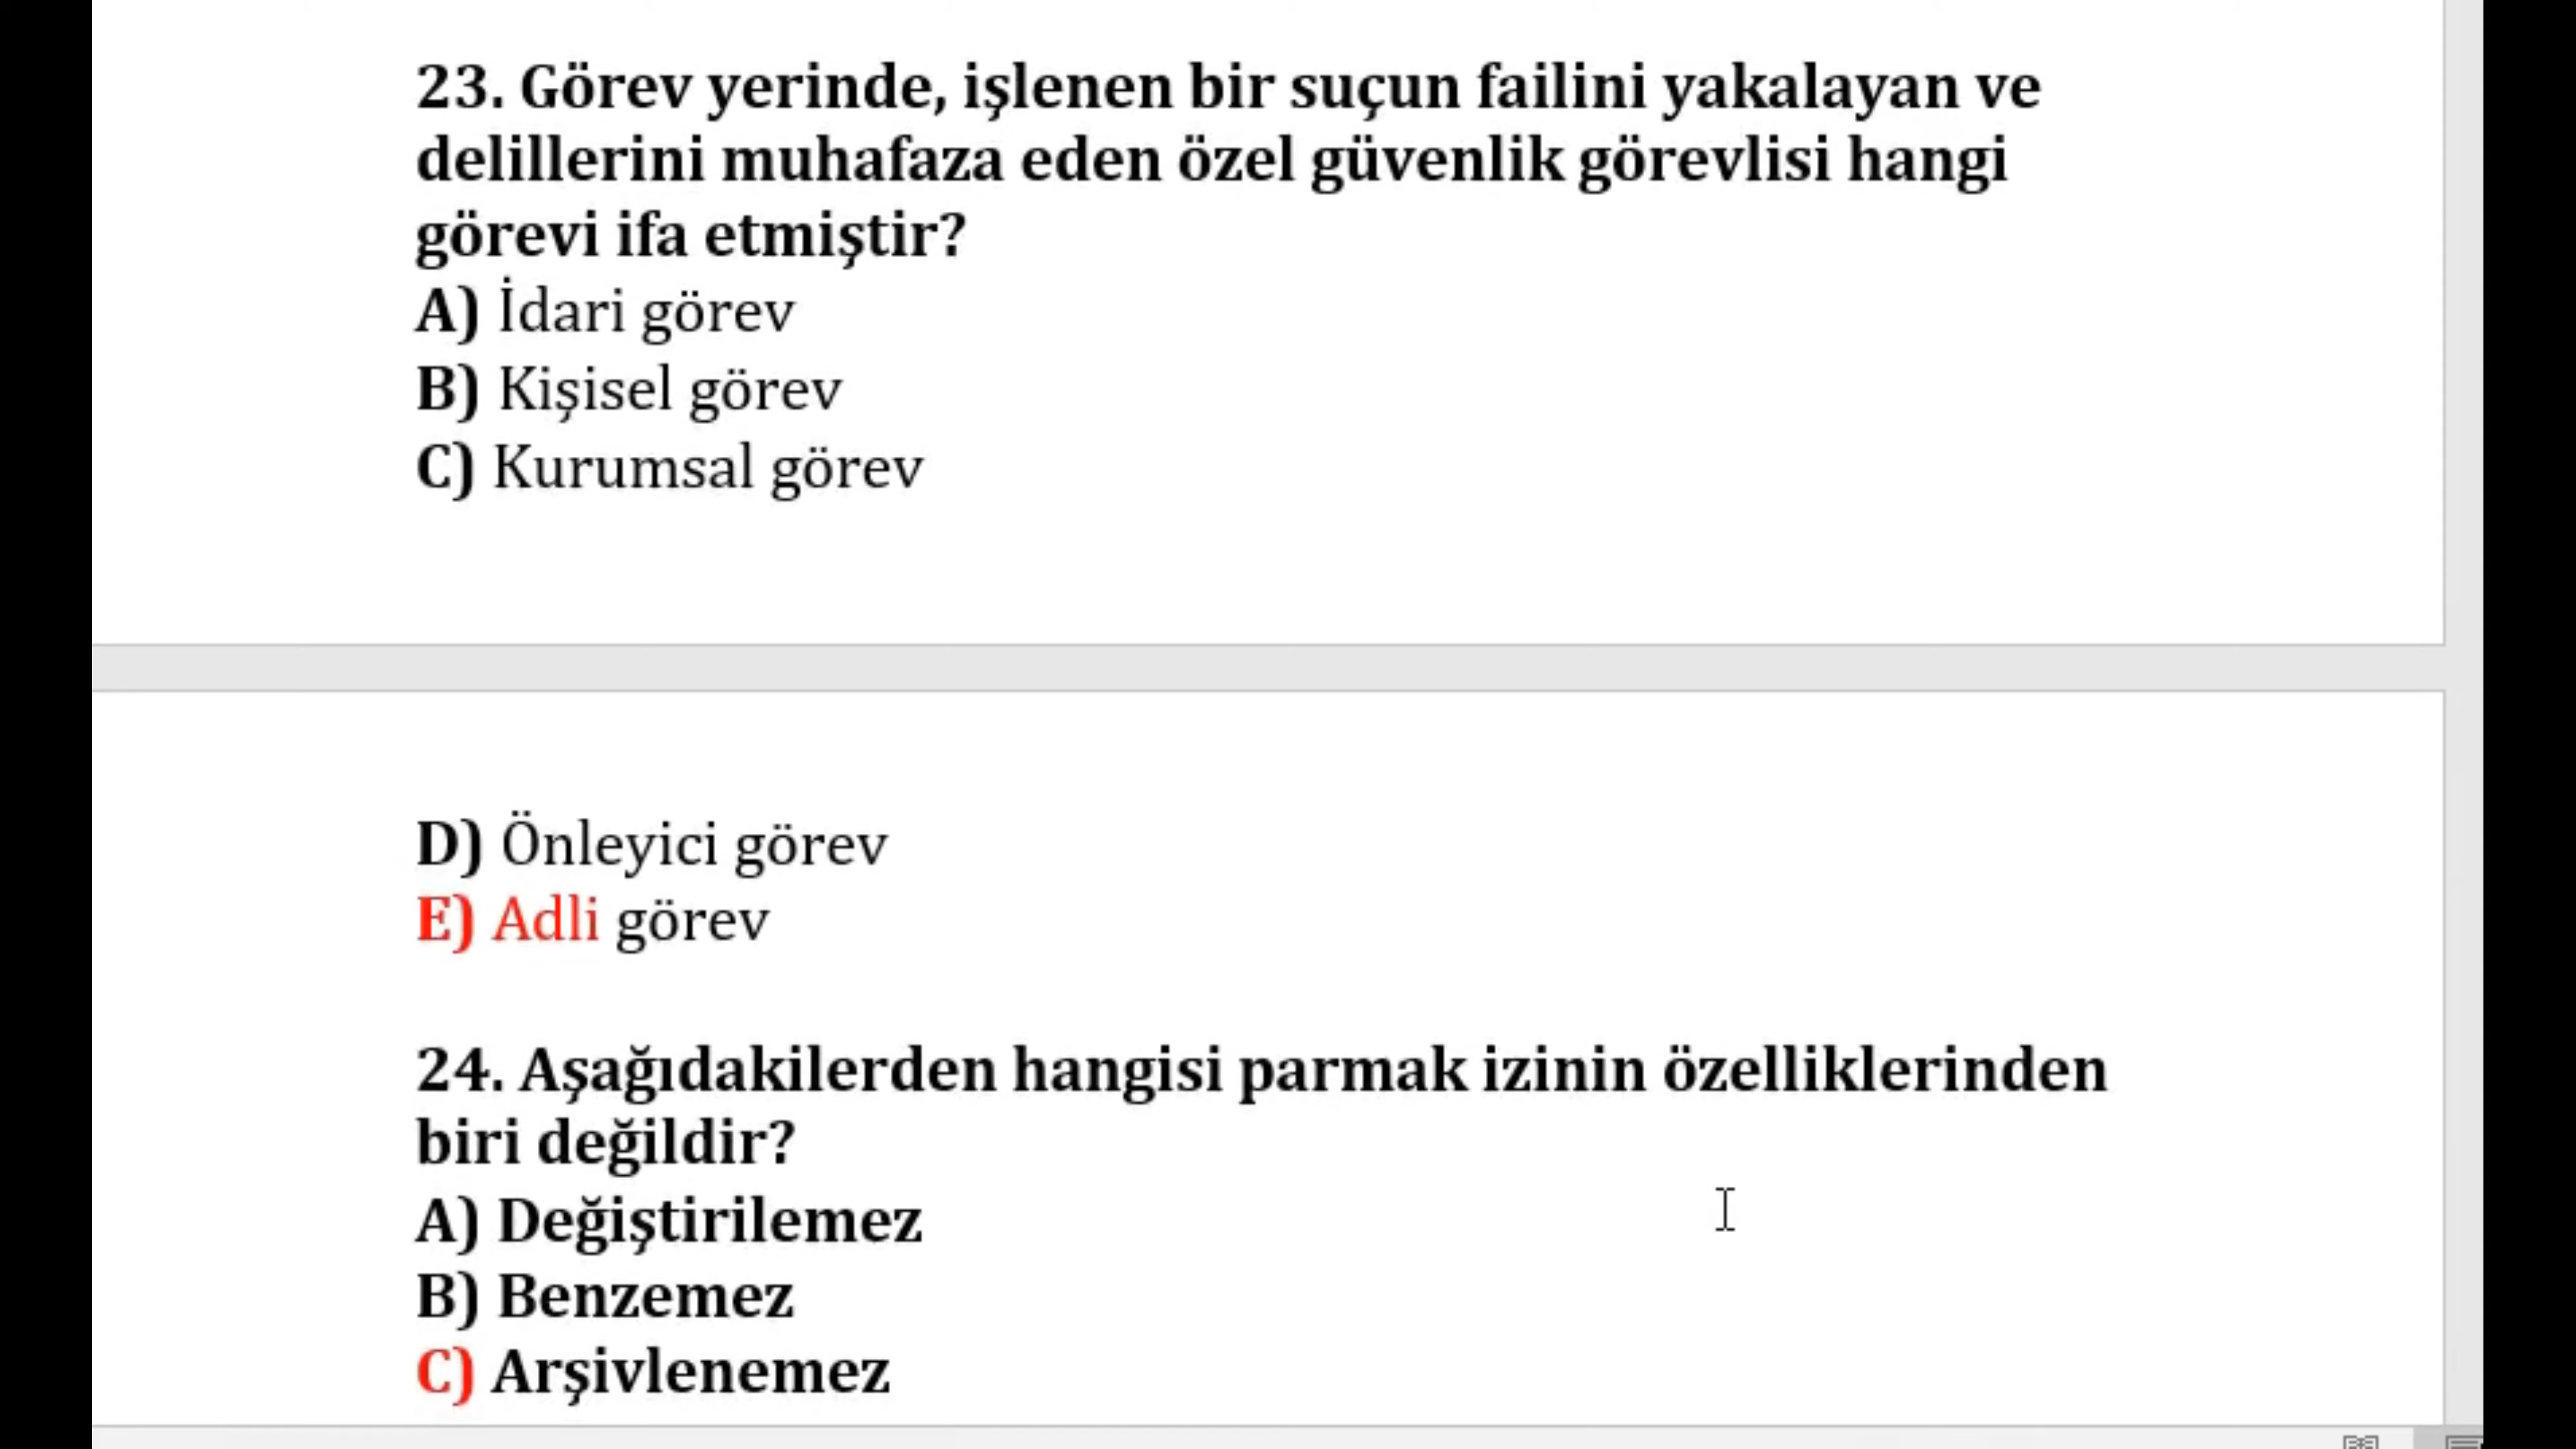 23. Görev yerinde, işlenen bir suçun failini yakalayan ve
delillerini muhafaza eden özel güvenlik görevlisi hangi
görevi ifa etmiştir?
A) İdari görev
B) Kişisel görev
C) Kurumsal görev
D) Önleyici görev
E) Adli görev
24. Aşağıdakilerden hangisi parmak izinin özelliklerinden
biri değildir?
A) Değiştirilemez
B) Benzemez
C) Arşivlenemez